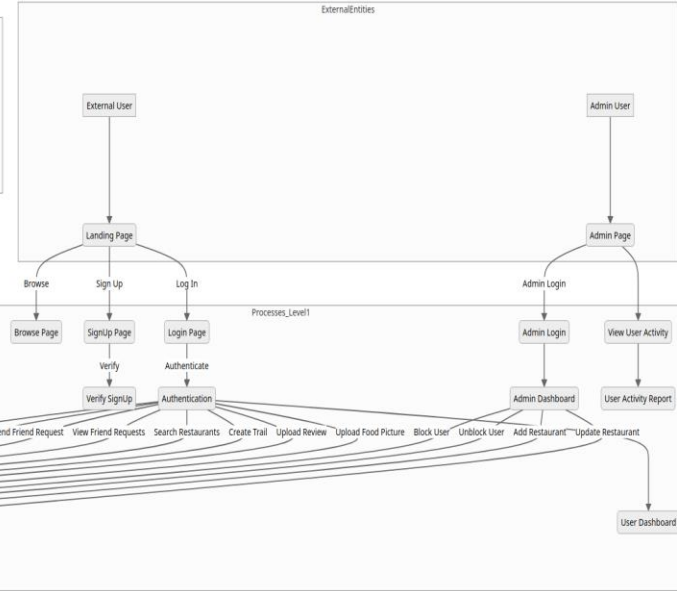 ExternalEntities
External User
Admin User
Landing Page
Admin Page
Browse
Sign Up
Log In
Admin Login
Processes_Level1
Browse Page
SignUp Page
Login Page
Admin Login
View User Activity
Verify
Authenticate
Verify SignUp
Authentication
Admin Dashboard
User Activity Report
Friend Request
View Friend Requests
Search Restaurants
Create Trail
Upload Review
Upload Food Picture
Block User
Unblock User
Add Restaurant
Update Restaurant
User Dashboard